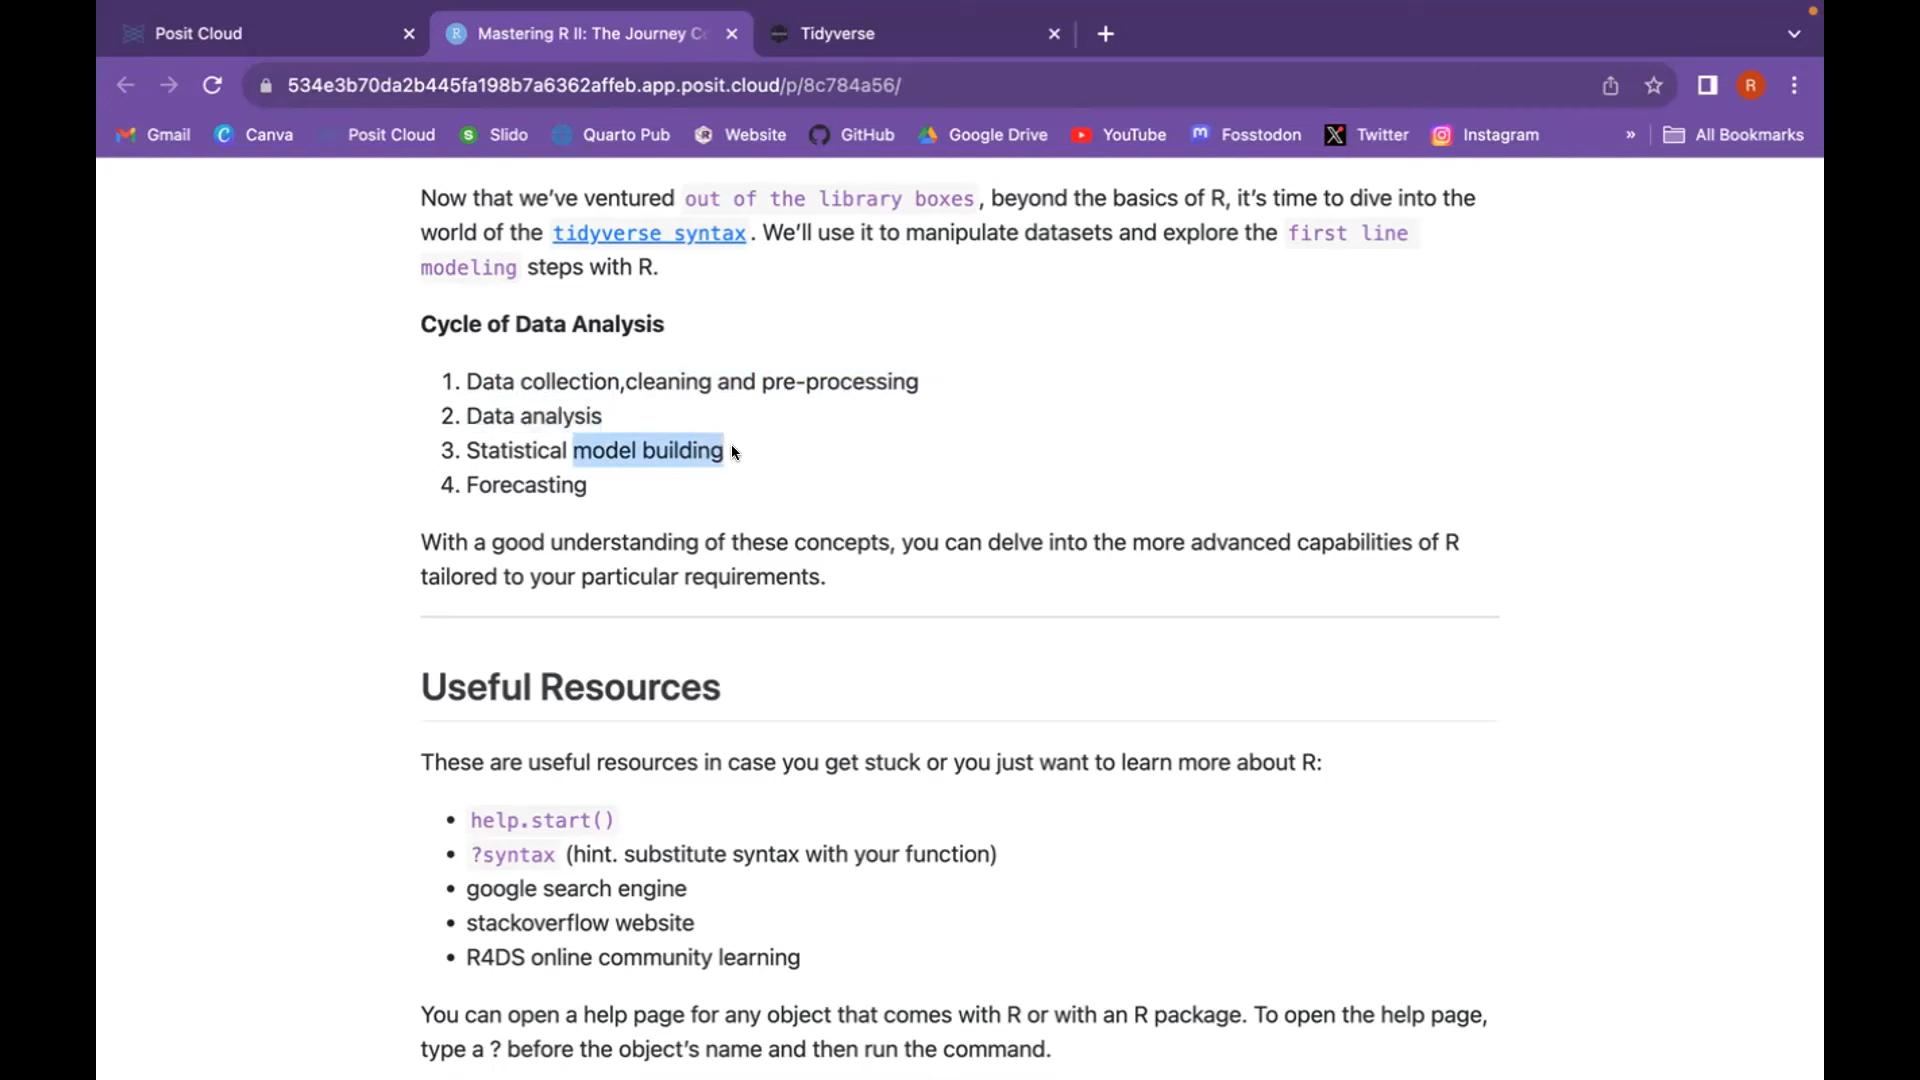 Posit Cloud
Mastering R II: The Journey C
Tidyverse
534e3b70da2b445fa198b7a6362affeb.app.posit.cloud/p/8c784a56/
R
Gmail Canva Posit Cloud Slido Quarto Pub Website GitHub Google Drive YouTube Fosstodon Twitter Instagram » All Bookmarks
Now that we’ve ventured out of the library boxes, beyond the basics of R, it’s time to dive into the
world of the tidyverse syntax. We’ll use it to manipulate datasets and explore the first line
modeling steps with R.
Cycle of Data Analysis
1. Data collection,cleaning and pre-processing
2. Data analysis
3. Statistical model building
4. Forecasting
With a good understanding of these concepts, you can delve into the more advanced capabilities of R
tailored to your particular requirements.
Useful Resources
These are useful resources in case you get stuck or you just want to learn more about R:
• help.start()
• ?syntax (hint. substitute syntax with your function)
• google search engine
• stackoverflow website
• R4DS online community learning
You can open a help page for any object that comes with R or with an R package. To open the help page,
type a ? before the object’s name and then run the command.